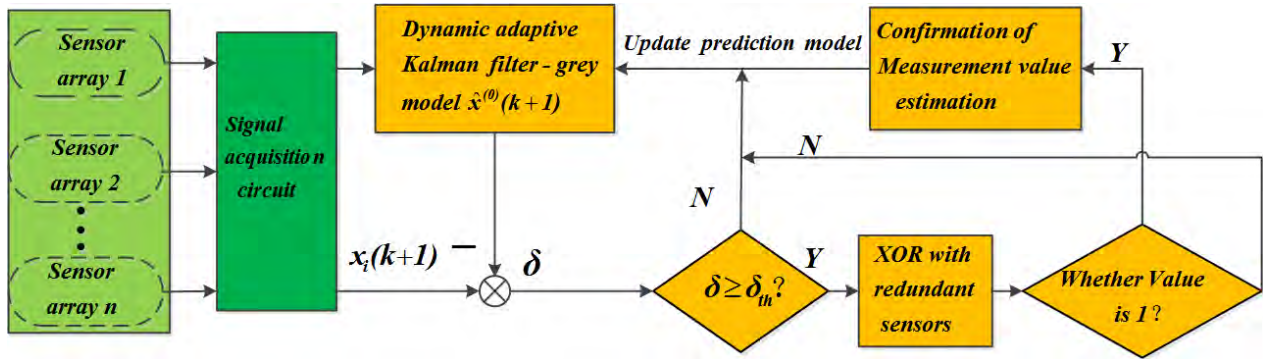 Sensor
array 1
Sensor
array 2
Sensor
array n
Signal
acquisition
circuit
Dynamic adaptive
Kalman filter - grey
model x̂⁽⁰⁾(k+1)
Update prediction model
Confirmation of
Measurement value
estimation
Y
N
N
xᵢ(k+1)
−
δ
δ ≥ δₜₕ?
Y
XOR with
redundant
sensors
Whether Value
is 1 ?